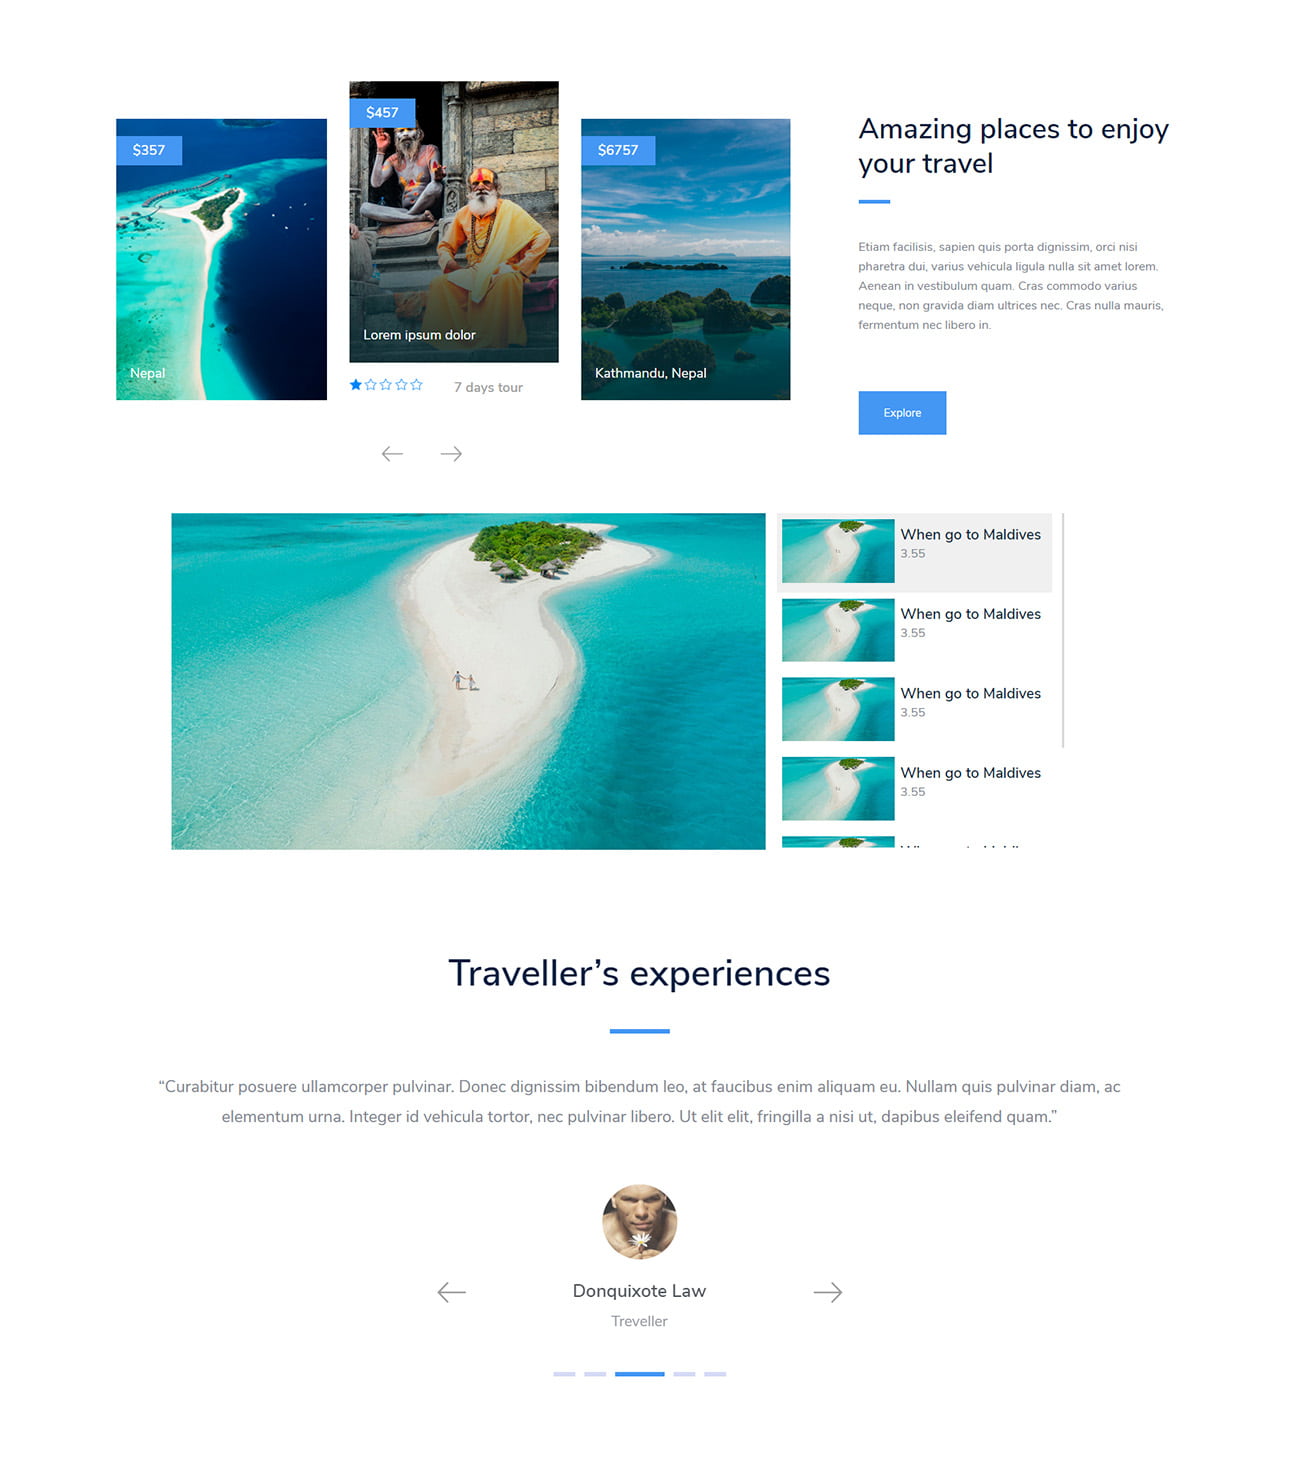 $357
Nepal
$457
Lorem ipsum dolor
7 days tour
$6757
Kathmandu, Nepal
Amazing places to enjoy
your travel
Etiam facilisis, sapien quis porta dignissim, orci nisi
pharetra dui, varius vehicula ligula nulla sit amet lorem.
Aenean in vestibulum quam. Cras commodo varius
neque, non gravida diam ultrices nec. Cras nulla mauris,
fermentum nec libero in.
Explore
When go to Maldives
3.55
When go to Maldives
3.55
When go to Maldives
3.55
When go to Maldives
3.55
Traveller’s experiences
“Curabitur posuere ullamcorper pulvinar. Donec dignissim bibendum leo, at faucibus enim aliquam eu. Nullam quis pulvinar diam, ac
elementum urna. Integer id vehicula tortor, nec pulvinar libero. Ut elit elit, fringilla a nisi ut, dapibus eleifend quam.”
Donquixote Law
Treveller